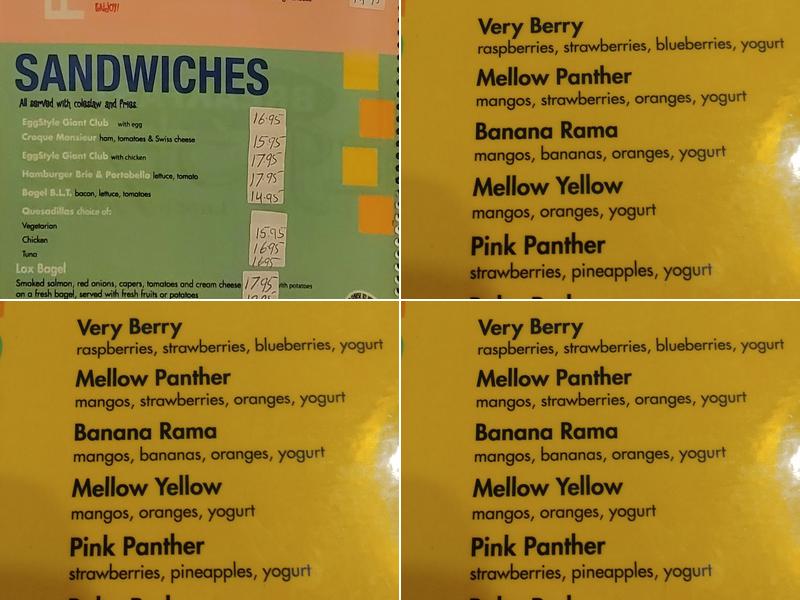 ENJOY!
SANDWICHES
All served with coleslaw and fries
EggStyle Giant Club with egg 16.95
Croque Monsieur ham, tomatoes & Swiss cheese 15.95
EggStyle Giant Club with chicken 17.95
Hamburger Brie & Portobello lettuce, tomato 17.95
Bagel B.L.T. bacon, lettuce, tomatoes 14.95
Quesadillas choice of:
Vegetarian 15.95
Chicken 16.95
Tuna 16.95
Lox Bagel
Smoked salmon, red onions, capers, tomatoes and cream cheese 17.95 with potatoes
on a fresh bagel, served with fresh fruits or potatoes
Very Berry
raspberries, strawberries, blueberries, yogurt
Mellow Panther
mangos, strawberries, oranges, yogurt
Banana Rama
mangos, bananas, oranges, yogurt
Mellow Yellow
mangos, oranges, yogurt
Pink Panther
strawberries, pineapples, yogurt
Very Berry
raspberries, strawberries, blueberries, yogurt
Mellow Panther
mangos, strawberries, oranges, yogurt
Banana Rama
mangos, bananas, oranges, yogurt
Mellow Yellow
mangos, oranges, yogurt
Pink Panther
strawberries, pineapples, yogurt
Very Berry
raspberries, strawberries, blueberries, yogurt
Mellow Panther
mangos, strawberries, oranges, yogurt
Banana Rama
mangos, bananas, oranges, yogurt
Mellow Yellow
mangos, oranges, yogurt
Pink Panther
strawberries, pineapples, yogurt